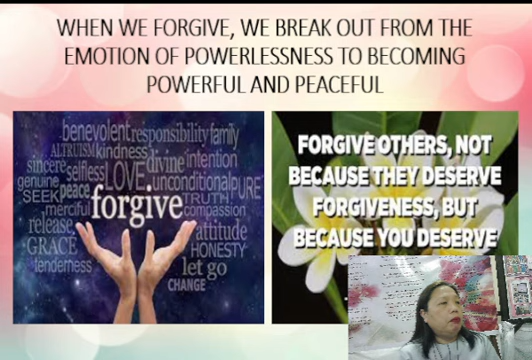 WHEN WE FORGIVE, WE BREAK OUT FROM THE
EMOTION OF POWERLESSNESS TO BECOMING
POWERFUL AND PEACEFUL
benevolent responsibility family
ALTRUISM kindness divine intention
sincere selfless LOVE unconditional PURE
genuine
SEEK peace forgive TRUTH
merciful compassion
release attitude
GRACE HONESTY
tenderness let go
CHANGE
FORGIVE OTHERS, NOT
BECAUSE THEY DESERVE
FORGIVENESS, BUT
BECAUSE YOU DESERVE